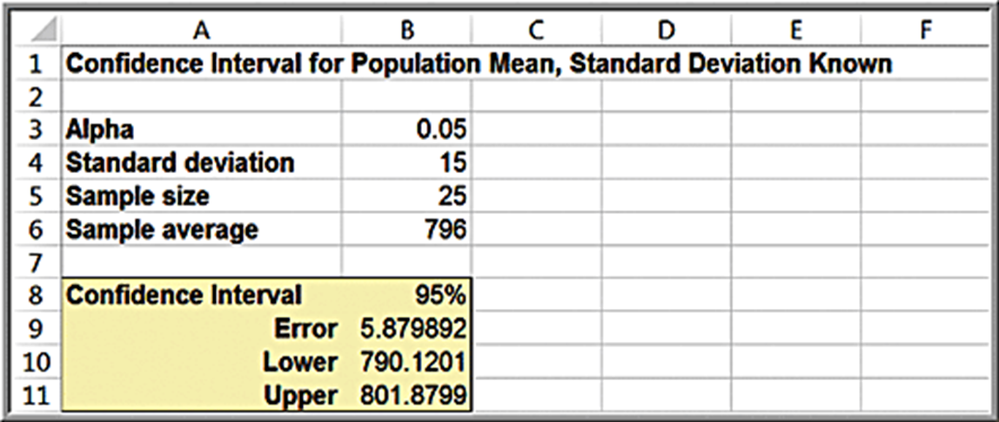 A B C D E F
1 Confidence Interval for Population Mean, Standard Deviation Known
2
3 Alpha 0.05
4 Standard deviation 15
5 Sample size 25
6 Sample average 796
7
8 Confidence Interval 95%
9 Error 5.879892
10 Lower 790.1201
11 Upper 801.8799